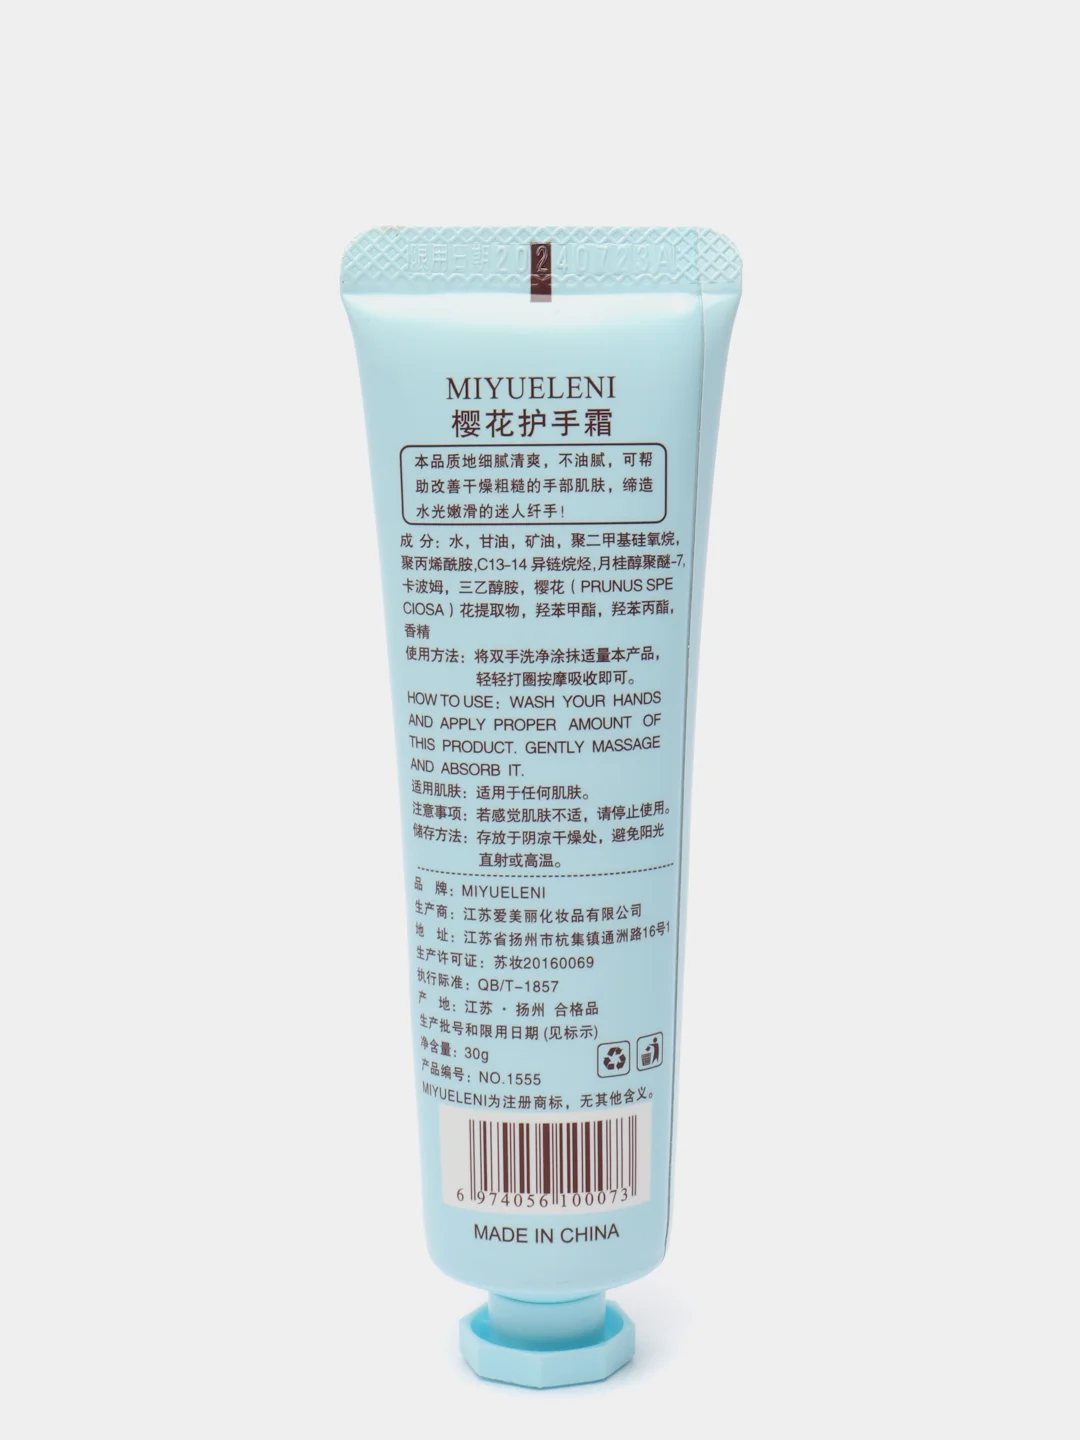 限用日期20240723A
MIYUELENI
樱花护手霜
本品质地细腻清爽，不油腻，可帮
助改善干燥粗糙的手部肌肤，缔造
水光嫩滑的迷人纤手！
成 分：水，甘油，矿油，聚二甲基硅氧烷，
聚丙烯酰胺,C13-14 异链烷烃,月桂醇聚醚-7,
卡波姆，三乙醇胺，樱花（PRUNUS SPE
CIOSA）花提取物，羟苯甲酯，羟苯丙酯，
香精
使用方法：将双手洗净涂抹适量本产品，
轻轻打圈按摩吸收即可。
HOW TO USE：WASH YOUR HANDS
AND APPLY PROPER AMOUNT OF
THIS PRODUCT. GENTLY MASSAGE
AND ABSORB IT.
适用肌肤：适用于任何肌肤。
注意事项：若感觉肌肤不适，请停止使用。
储存方法：存放于阴凉干燥处，避免阳光
直射或高温。
品 牌：MIYUELENI
生产商：江苏爱美丽化妆品有限公司
地 址：江苏省扬州市杭集镇通洲路16号1
生产许可证：苏妆20160069
执行际准：QB/T-1857
产 地：江苏·扬州 合格品
生产批号和限用日期 (见标示)
净含量：30g
产品编号：NO.1555
MIYUELENI为注册商标，无其他含义。
6 974056 100073
MADE IN CHINA